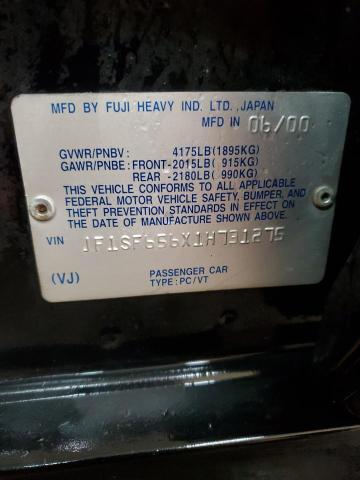 MFD BY FUJI HEAVY IND. LTD., JAPAN
MFD IN 06/00
GVWR/PNBV : 4175LB(1895KG)
GAWR/PNBE: FRONT-2015LB( 915KG)
REAR -2180LB( 990KG)
THIS VEHICLE CONFORMS TO ALL APPLICABLE
FEDERAL MOTOR VEHICLE SAFETY, BUMPER, AND
THEFT PREVENTION STANDARDS IN EFFECT ON
THE DATE OF MANUFACTURE SHOWN ABOVE.
VIN JF1SF656X1H731275
PASSENGER CAR
(VJ) TYPE: PC/VT